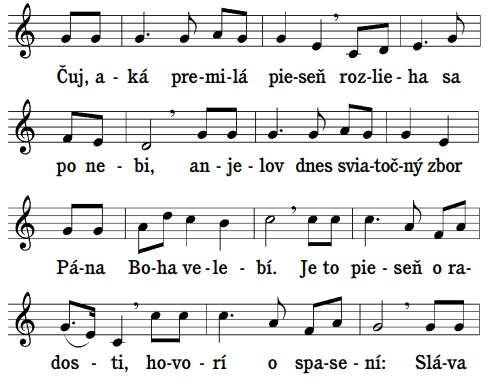 Čuj, a - ká pre - mi - lá pie - seň roz - lie - ha sa
po ne - bi, an - je - lov dnes svia - toč - ný zbor
Pá - na Bo - ha ve - le - bí. Je to pie - seň o ra -
dos - ti, ho - vo - rí o spa - se - ní: Slá - va